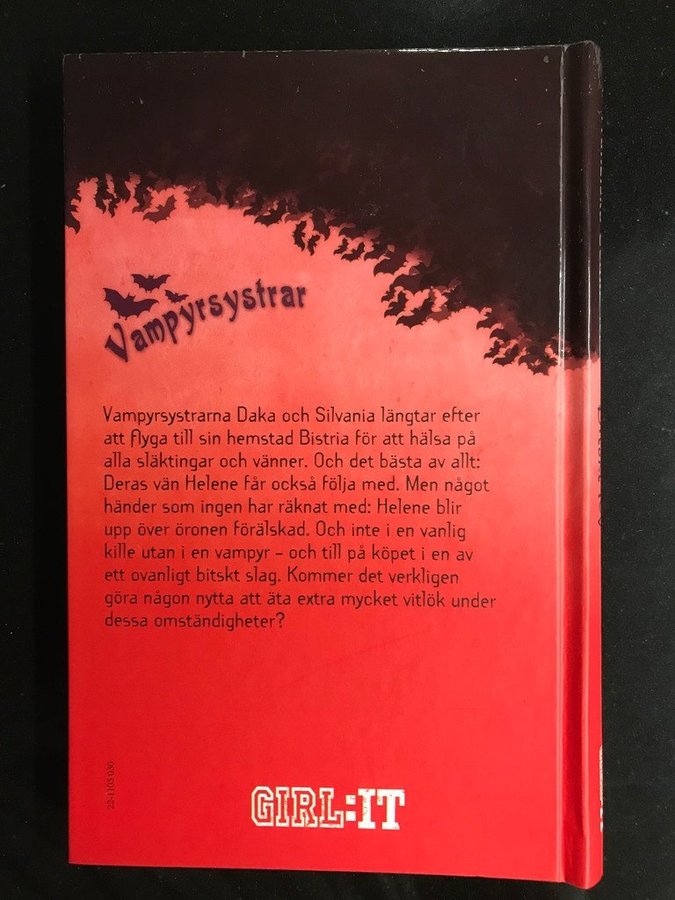 Vampyrsystrar
Vampyrsystrarna Daka och Silvania längtar efter
att flyga till sin hemstad Bistria för att hälsa på
alla släktingar och vänner. Och det bästa av allt:
Deras vän Helene får också följa med. Men något
händer som ingen har räknat med: Helene blir
upp över öronen förälskad. Och inte i en vanlig
kille utan i en vampyr – och till på köpet i en av
ett ovanligt bitskt slag. Kommer det verkligen
göra någon nytta att äta extra mycket vitlök under
dessa omständigheter?
22-1103 030
GIRL:IT